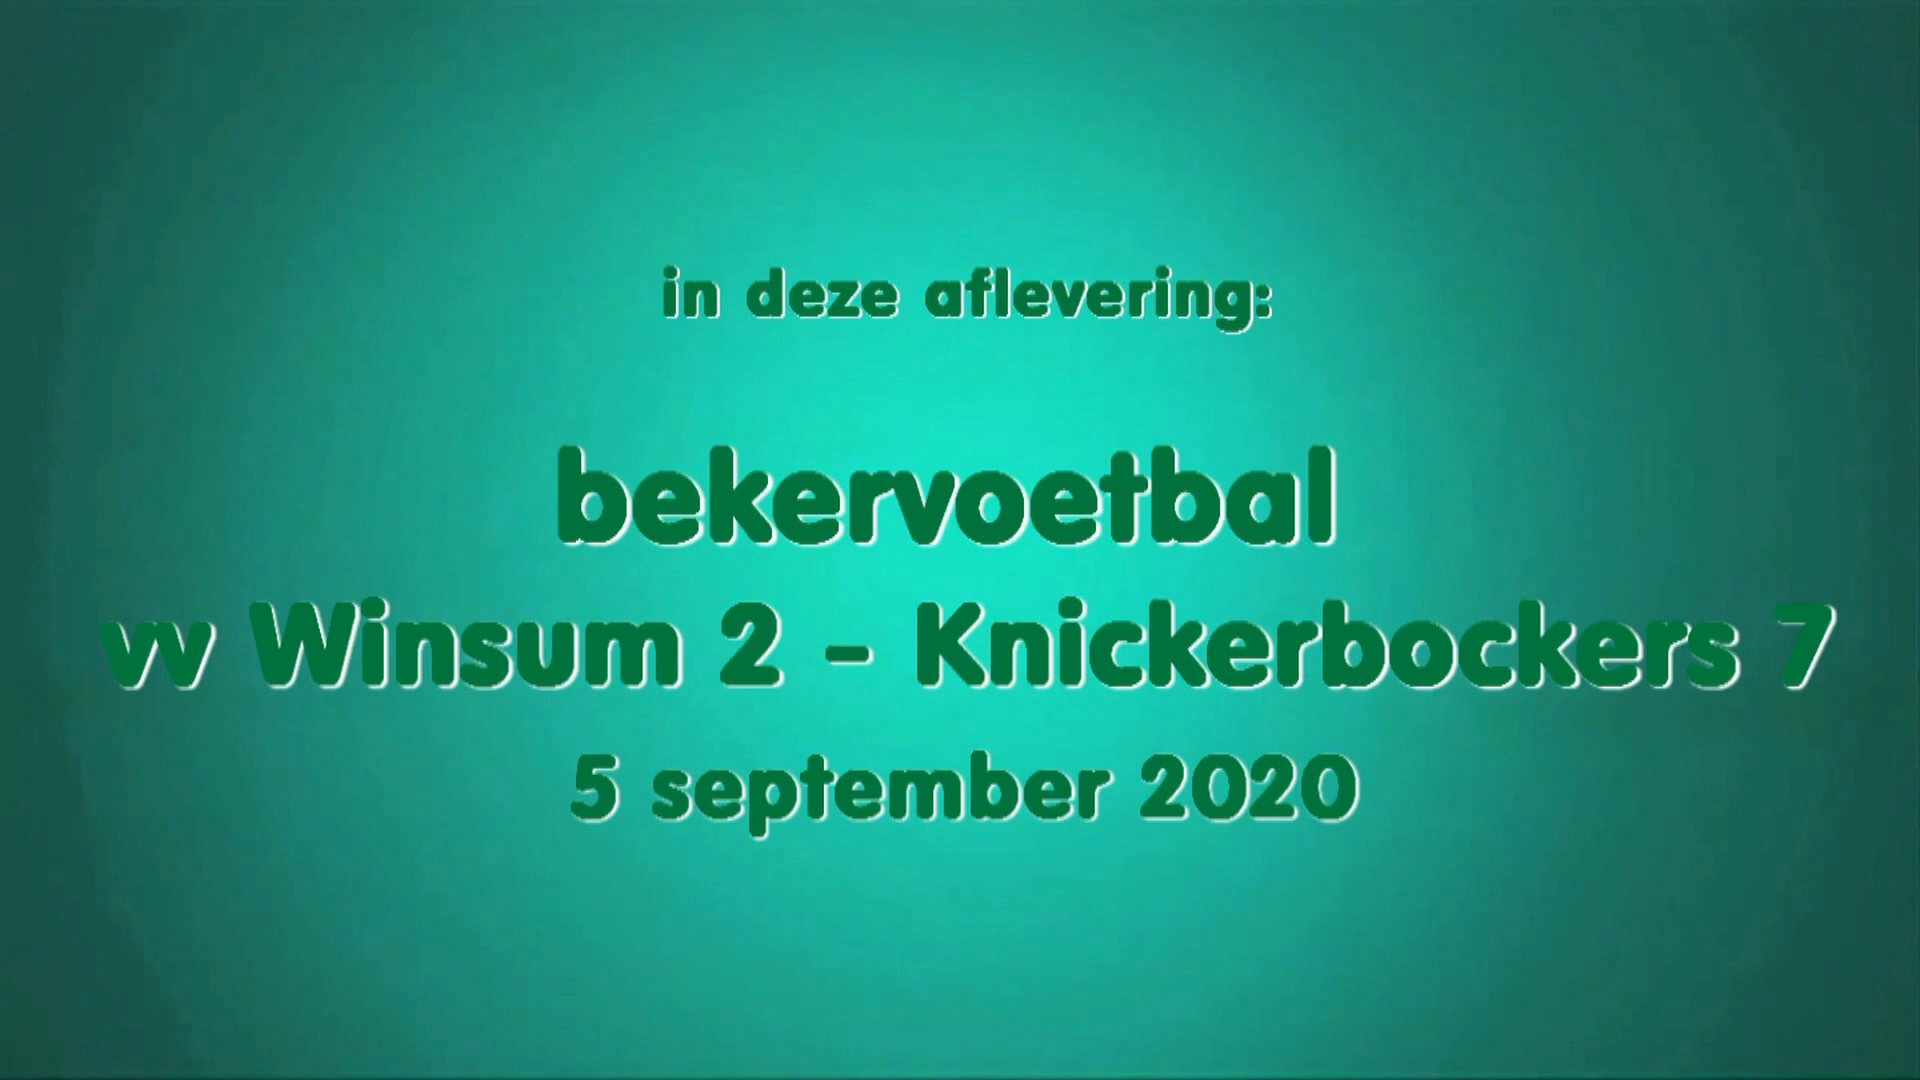 in deze aflevering:
bekervoetbal
vv Winsum 2 - Knickerbockers 7
5 september 2020